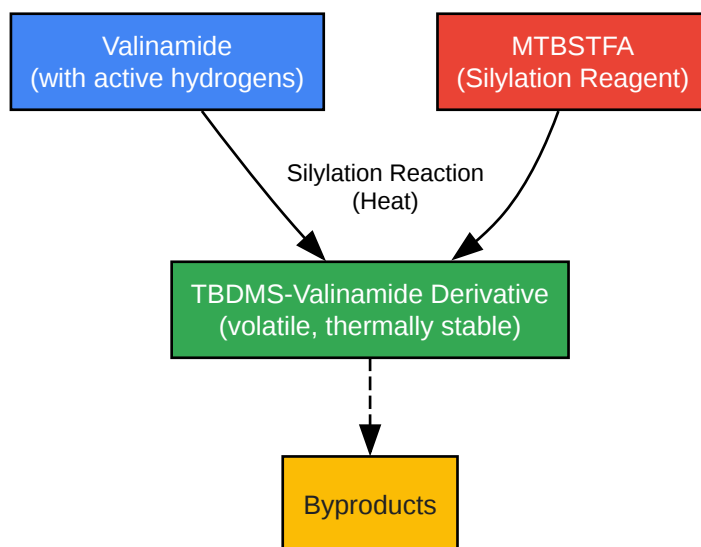 Valinamide
(with active hydrogens)
MTBSTFA
(Silylation Reagent)
Silylation Reaction
(Heat)
TBDMS-Valinamide Derivative
(volatile, thermally stable)
Byproducts